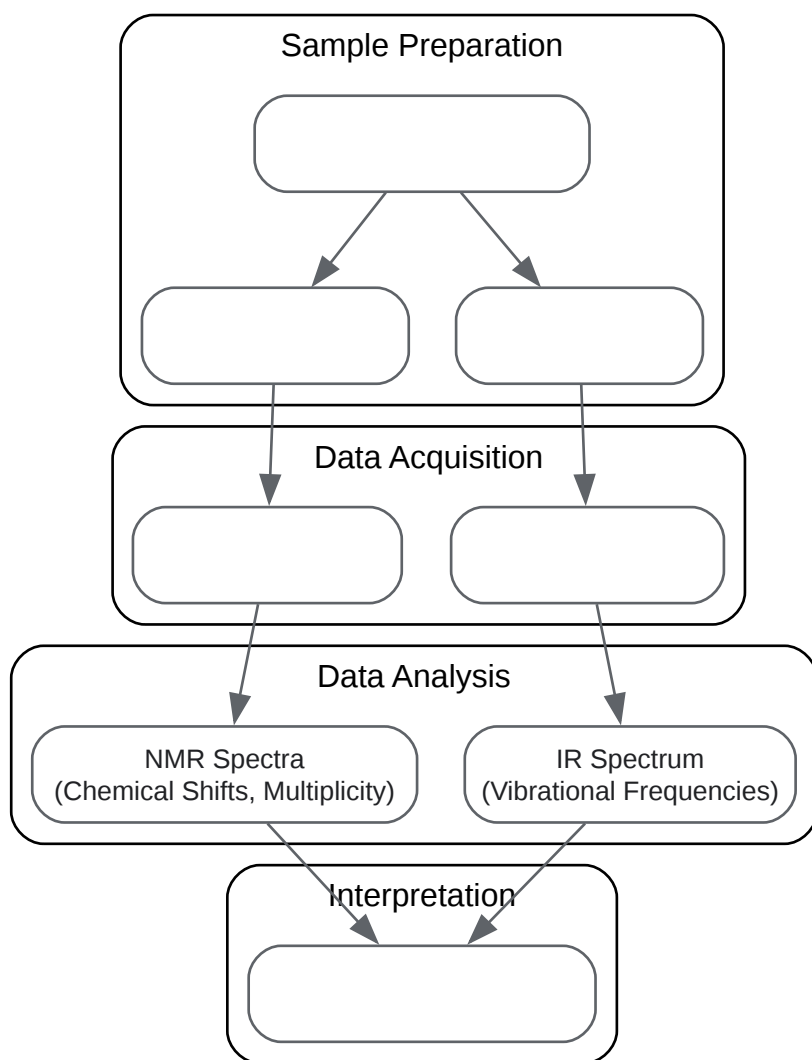 Sample Preparation
Data Acquisition
Data Analysis
NMR Spectra
(Chemical Shifts, Multiplicity)
IR Spectrum
(Vibrational Frequencies)
Interpretation